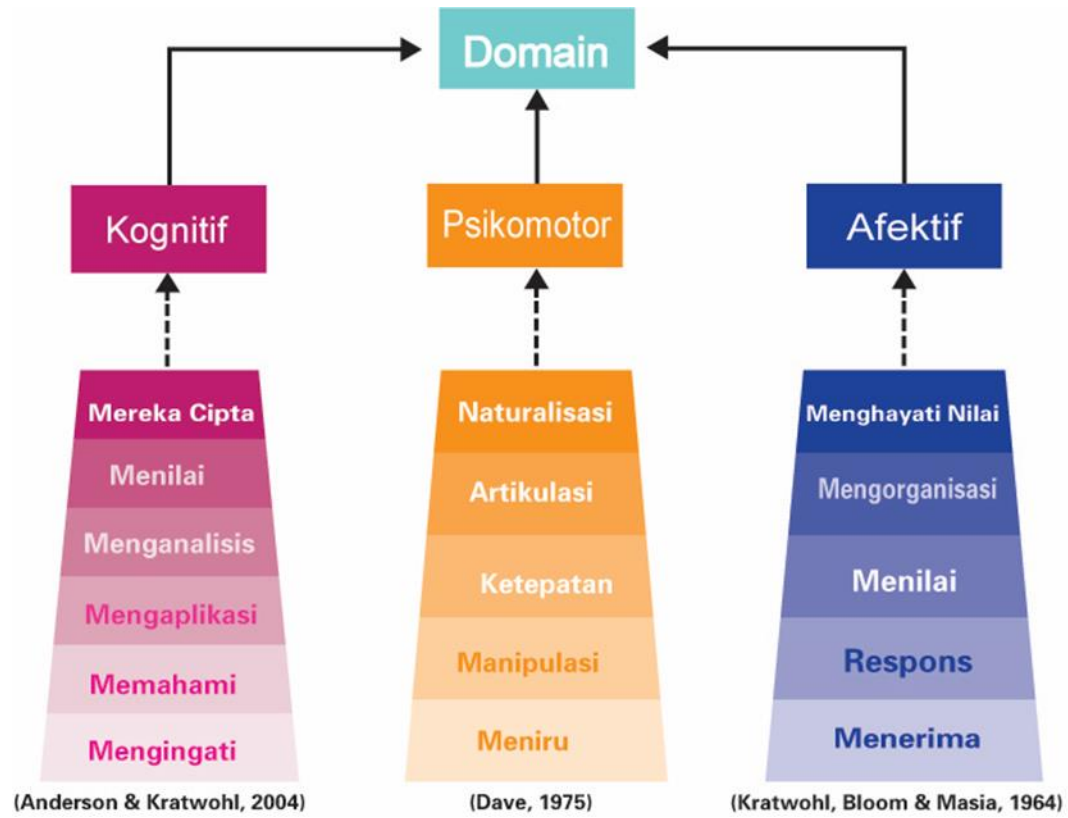 Domain
Kognitif
Psikomotor
Afektif
Mereka Cipta
Menilai
Menganalisis
Mengaplikasi
Memahami
Mengingati
(Anderson & Kratwohl, 2004)
Naturalisasi
Artikulasi
Ketepatan
Manipulasi
Meniru
(Dave, 1975)
Menghayati Nilai
Mengorganisasi
Menilai
Respons
Menerima
(Kratwohl, Bloom & Masia, 1964)